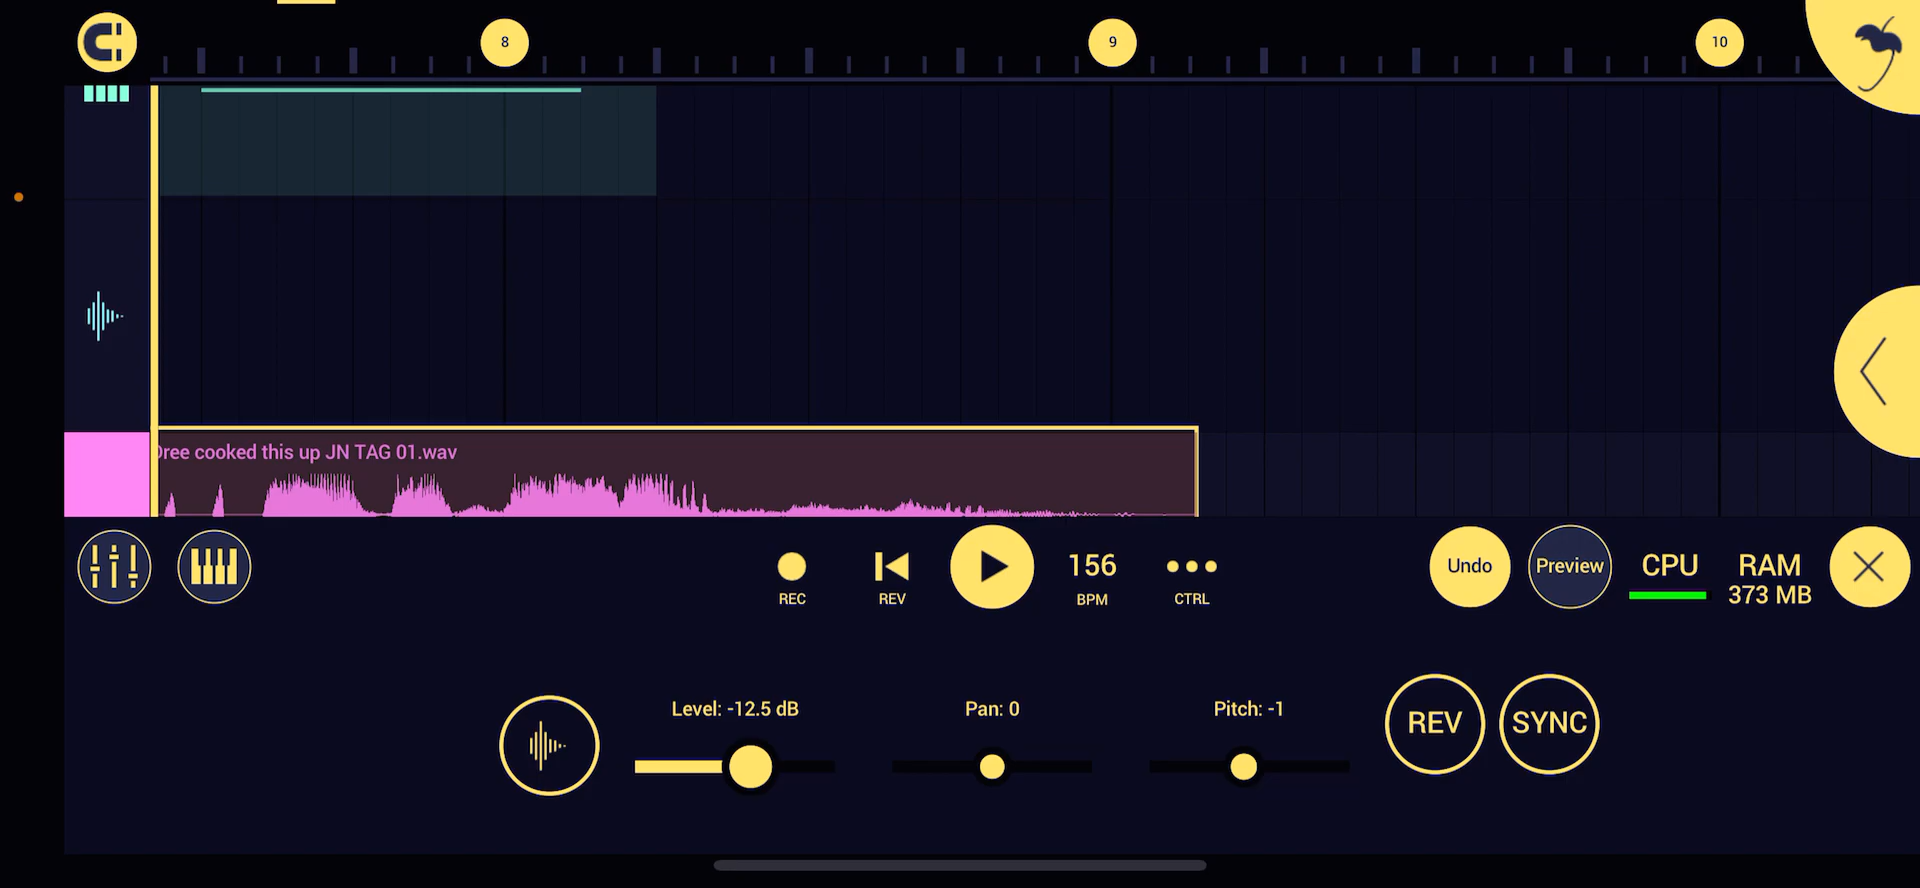 8
9
10
Dree cooked this up JN TAG 01.wav
REC
REV
156
BPM
CTRL
Undo
Preview
CPU
RAM
373 MB
Level: -12.5 dB
Pan: 0
Pitch: -1
REV
SYNC